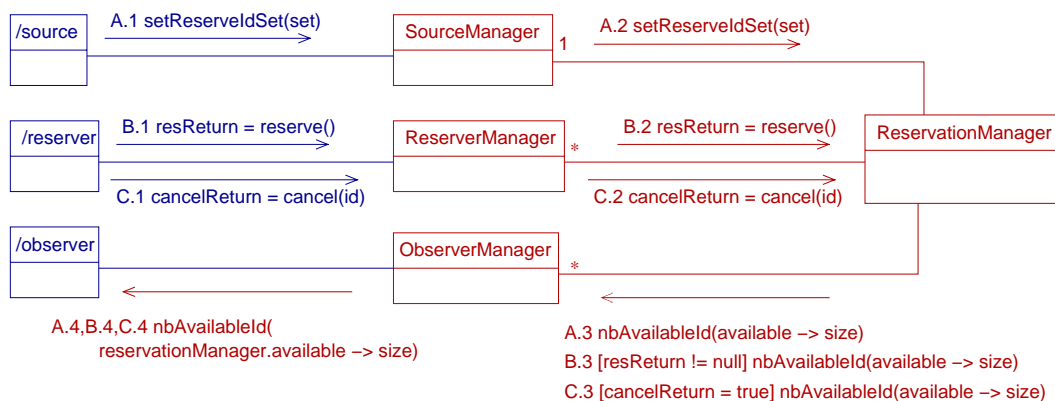 /source
A.1 setReserveIdSet(set)
SourceManager
1
A.2 setReserveIdSet(set)
/reserver
B.1 resReturn = reserve()
ReserverManager
*
B.2 resReturn = reserve()
ReservationManager
C.1 cancelReturn = cancel(id)
C.2 cancelReturn = cancel(id)
/observer
ObserverManager
*
A.4,B.4,C.4 nbAvailableId(
reservationManager.available −> size)
A.3 nbAvailableId(available −> size)
B.3 [resReturn != null] nbAvailableId(available −> size)
C.3 [cancelReturn = true] nbAvailableId(available −> size)